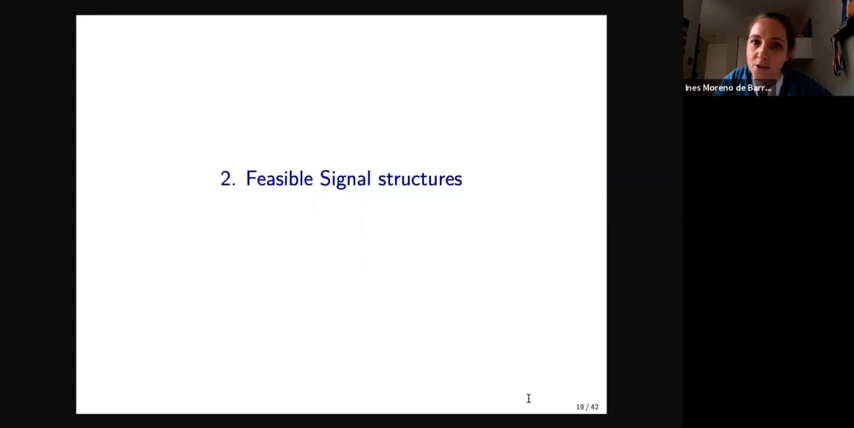 2. Feasible Signal structures
Ines Moreno de Barr...
19 / 42